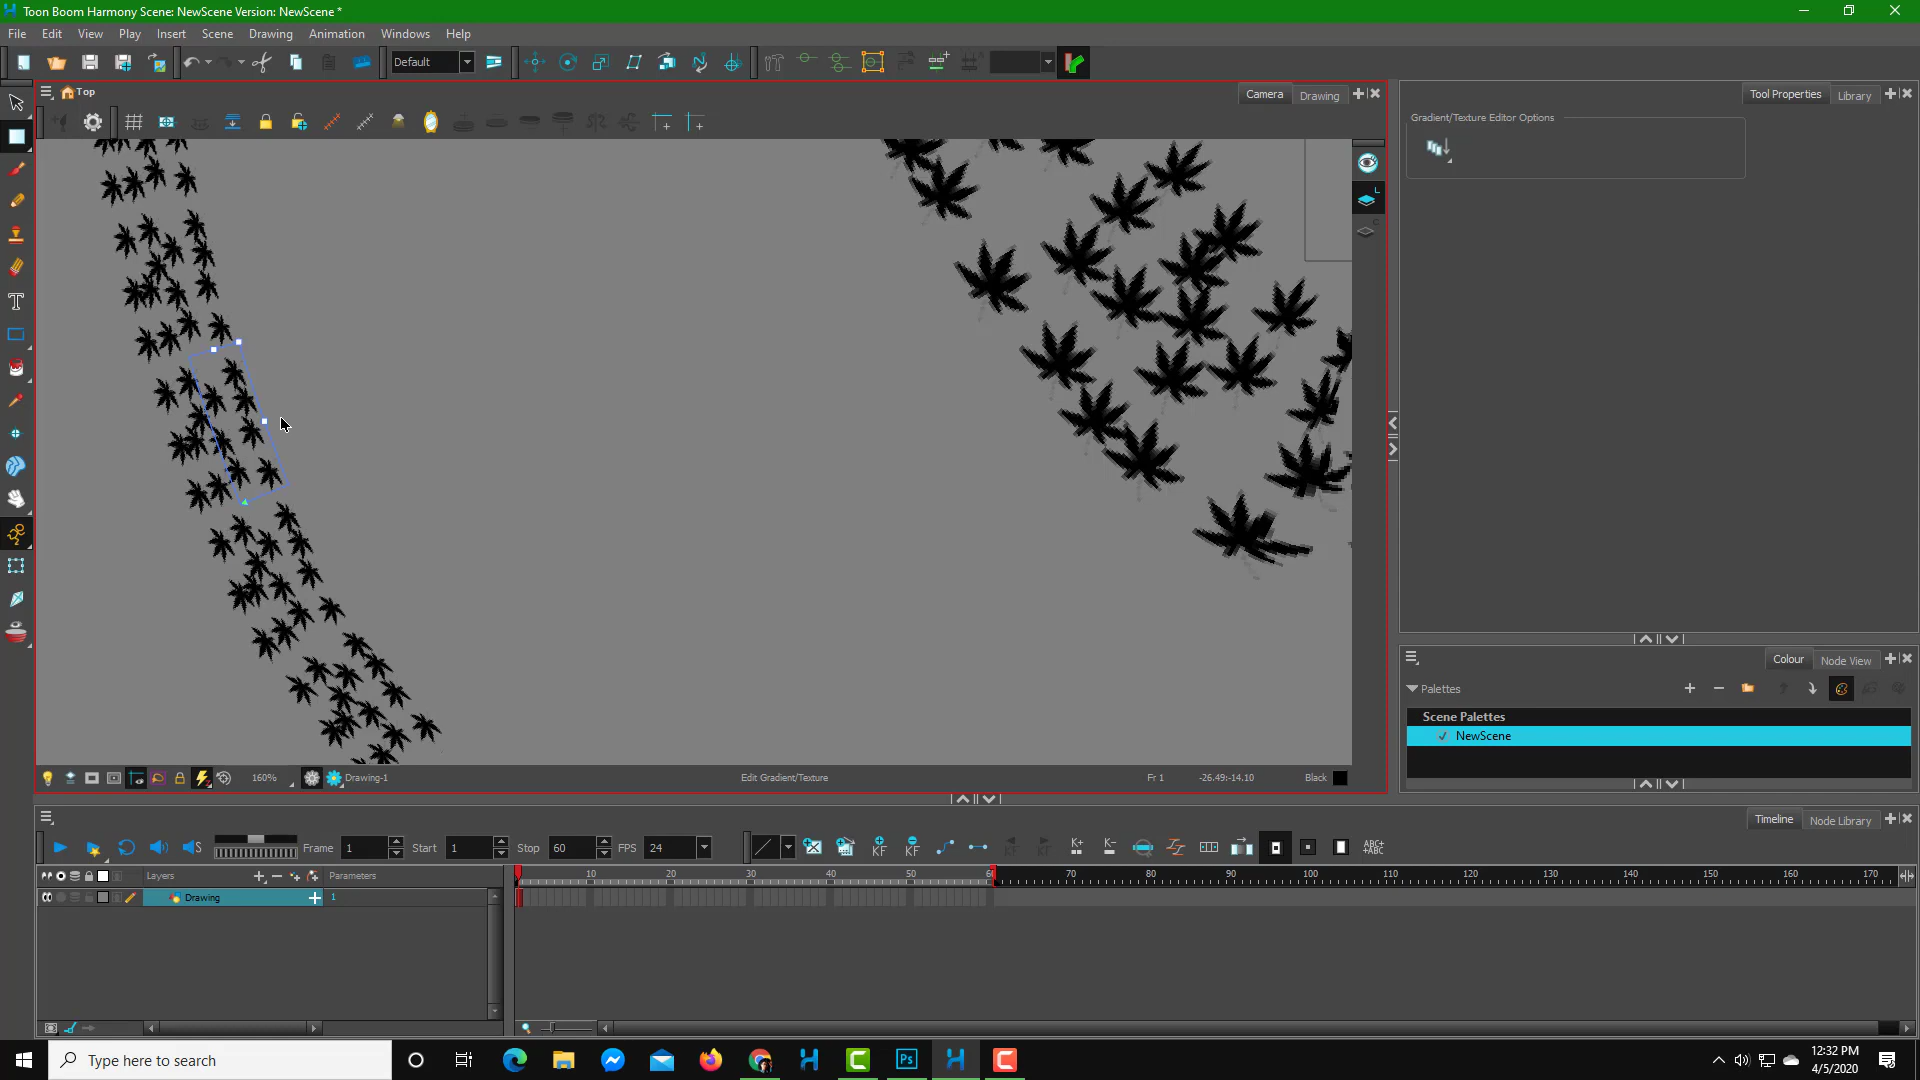 Toon Boom Harmony Scene: NewScene Version: NewScene *
File Edit View Play Insert Scene Drawing Animation Windows Help
Default
Top
Camera
Drawing
Tool Properties
Library
Gradient/Texture Editor Options
Colour
Node View
Palettes
Scene Palettes
NewScene
160%
Drawing-1
Edit Gradient/Texture
Fr 1
-26.49:-14.10
Black
Timeline
Node Library
Frame 1 Start 1 Stop 60 FPS 24
Layers
Parameters
10 20 30 40 50 60 70 80 90 100 110 120 130 140 150 160 170
Drawing
1
Type here to search
12:32 PM
4/5/2020